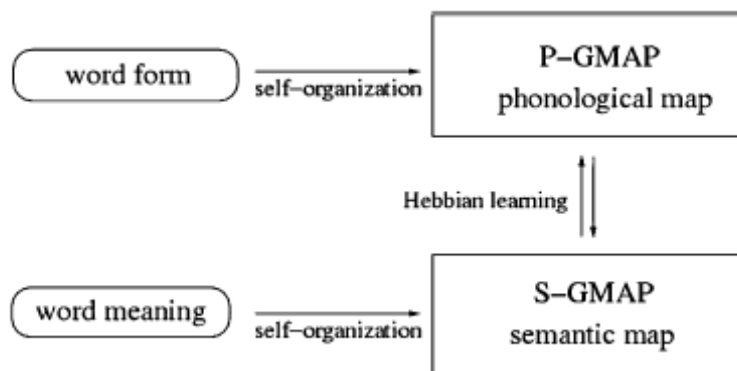 word form
self-organization
P-GMAP
phonological map
Hebbian learning
word meaning
self-organization
S-GMAP
semantic map